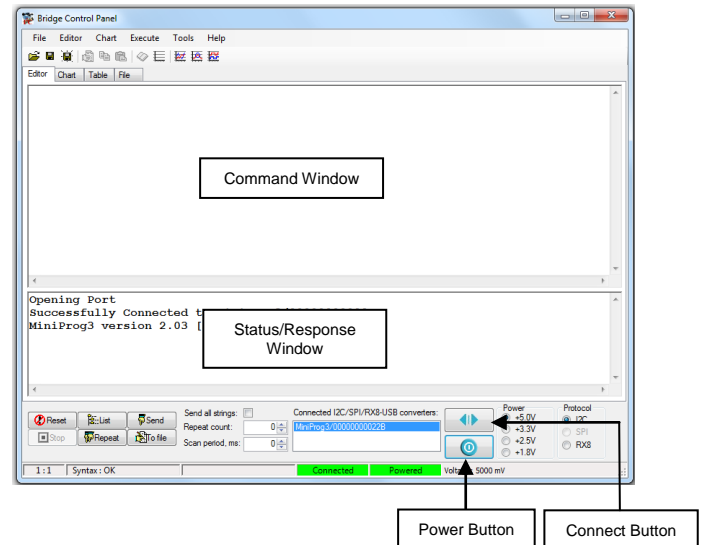 Bridge Control Panel
File Editor Chart Execute Tools Help
Editor Chart Table File
Command Window
Opening Port
Successfully Connected
MiniProg3 version 2.03 [
Status/Response
Window
Reset List Send
Stop Repeat To file
Send all strings:
Repeat count: 0
Scan period, ms: 0
Connected I2C/SPI/RX8-USB converters:
MiniProg3/00000000022B
Power
+5.0V
+3.3V
+2.5V
+1.8V
Protocol
I2C
SPI
RX8
1:1 Syntax : OK Connected Powered 5000 mV
Power Button
Connect Button